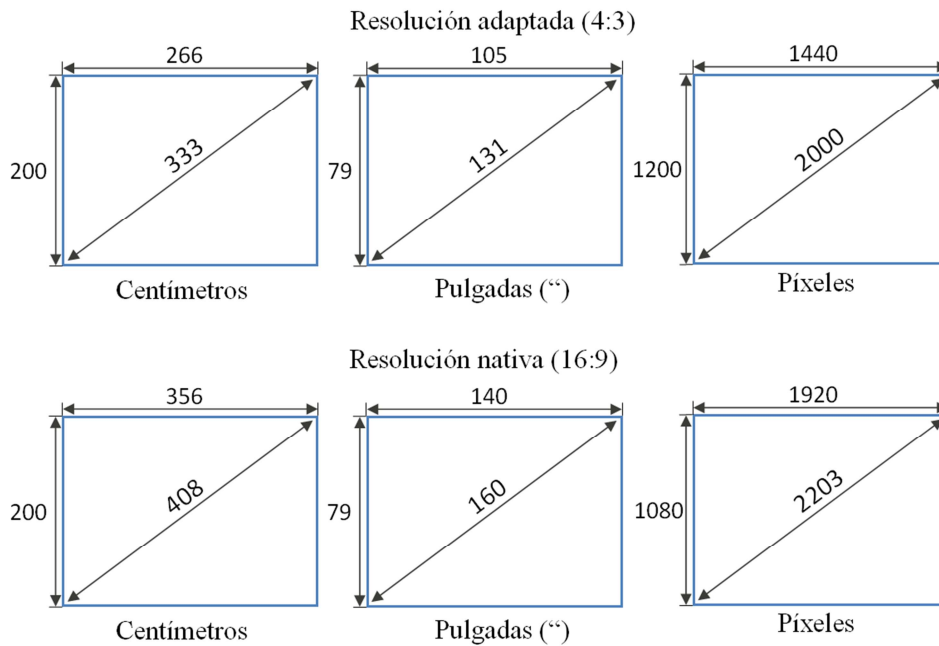 Resolución adaptada (4:3)
266
105
1440
200
333
79
131
1200
2000
Centímetros
Pulgadas (“)
Píxeles
Resolución nativa (16:9)
356
140
1920
200
408
79
160
1080
2203
Centímetros
Pulgadas (“)
Píxeles